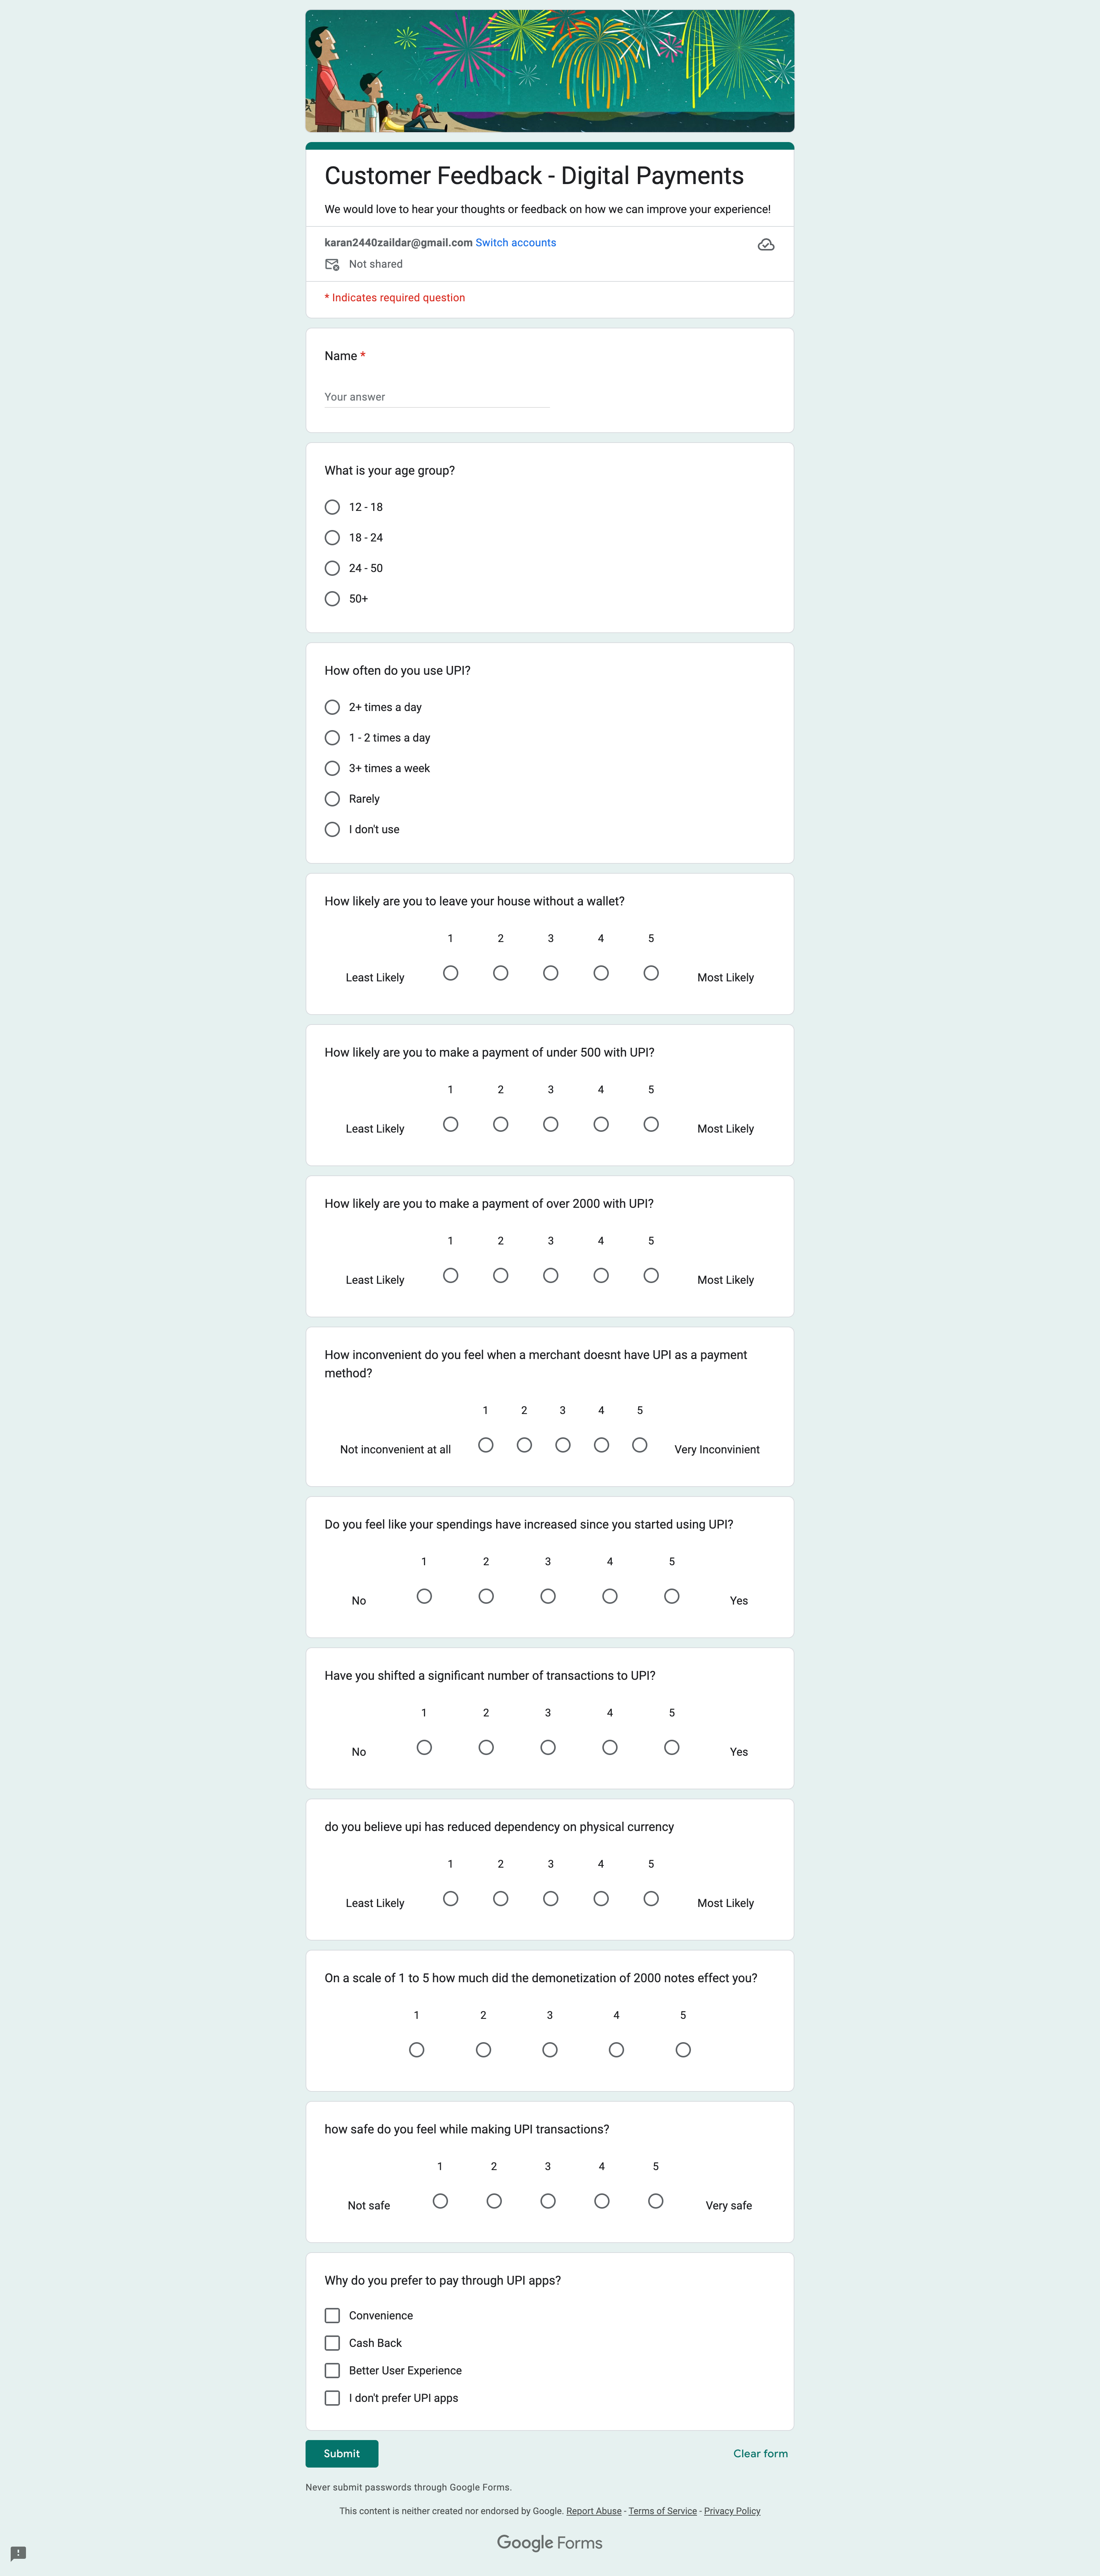 Customer Feedback - Digital Payments
We would love to hear your thoughts or feedback on how we can improve your experience!
karan2440zaildar@gmail.com Switch accounts
Not shared
* Indicates required question
Name *
Your answer
What is your age group?
12 - 18
18 - 24
24 - 50
50+
How often do you use UPI?
2+ times a day
1 - 2 times a day
3+ times a week
Rarely
I don't use
How likely are you to leave your house without a wallet?
1 2 3 4 5
Least Likely Most Likely
How likely are you to make a payment of under 500 with UPI?
1 2 3 4 5
Least Likely Most Likely
How likely are you to make a payment of over 2000 with UPI?
1 2 3 4 5
Least Likely Most Likely
How inconvenient do you feel when a merchant doesnt have UPI as a payment
method?
1 2 3 4 5
Not inconvenient at all Very Inconvinient
Do you feel like your spendings have increased since you started using UPI?
1 2 3 4 5
No Yes
Have you shifted a significant number of transactions to UPI?
1 2 3 4 5
No Yes
do you believe upi has reduced dependency on physical currency
1 2 3 4 5
Least Likely Most Likely
On a scale of 1 to 5 how much did the demonetization of 2000 notes effect you?
1 2 3 4 5
how safe do you feel while making UPI transactions?
1 2 3 4 5
Not safe Very safe
Why do you prefer to pay through UPI apps?
Convenience
Cash Back
Better User Experience
I don't prefer UPI apps
Submit Clear form
Never submit passwords through Google Forms.
This content is neither created nor endorsed by Google. Report Abuse - Terms of Service - Privacy Policy
Google Forms